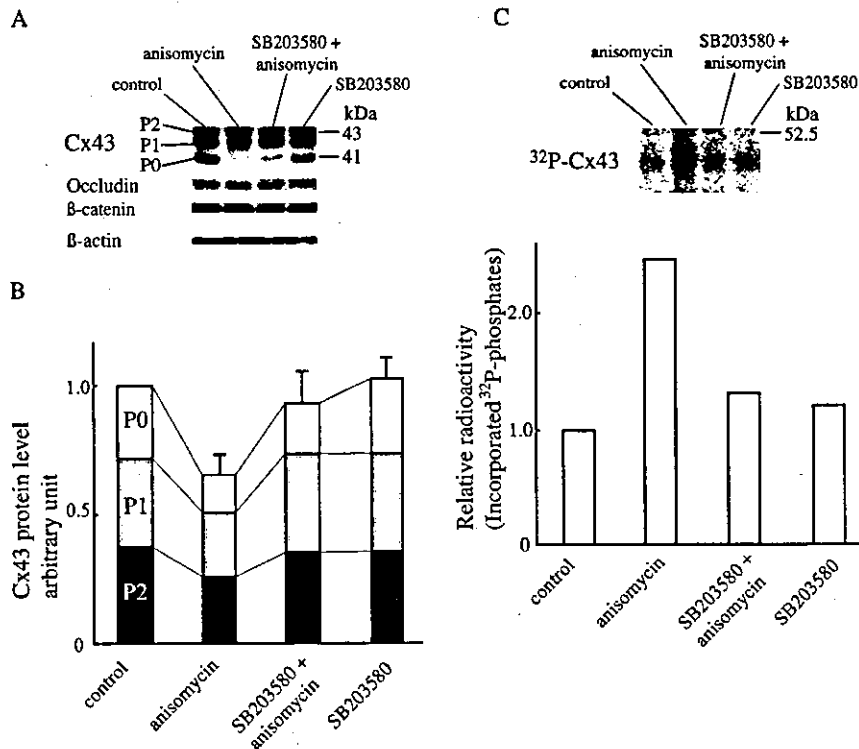 A
anisomycin
SB203580 +
anisomycin
control
SB203580
kDa
P2
43
Cx43
P1
P0
41
Occludin
ß-catenin
ß-actin
B
Cx43 protein level
arbitrary unit
1.0
0.5
0
P0
P1
P2
control
anisomycin
SB203580 +
anisomycin
SB203580
C
anisomycin
SB203580 +
anisomycin
control
SB203580
kDa
52.5
³²P-Cx43
Relative radioactivity
(Incorporated ³²P-phosphates)
2.0
1.0
0
control
anisomycin
SB203580 +
anisomycin
SB203580